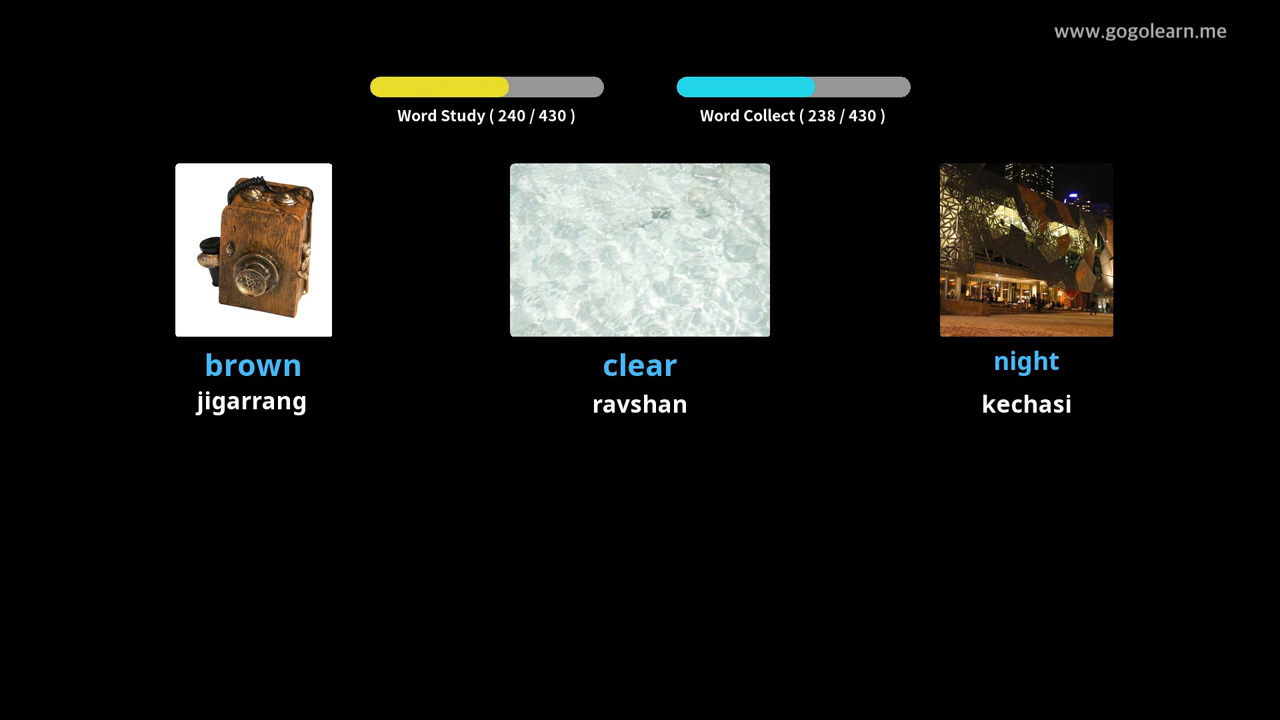 www.gogolearn.me
Word Study ( 240 / 430 )
Word Collect ( 238 / 430 )
brown
jigarrang
clear
ravshan
night
kechasi